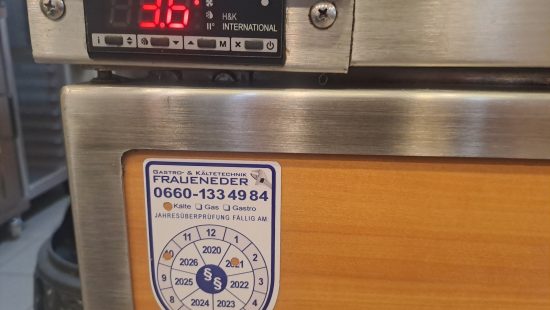 3.6°
H&K
INTERNATIONAL
i
M
GASTRO- & KÄLTETECHNIK
FRAUENEDER
0660-133 49 84
Kälte Gas Gastro
JAHRESÜBERPRÜFUNG FÄLLIG AM:
11 12 1
10 2
9 3
8 4
2020
2026 2021
2025 2022
2024 2023
§§